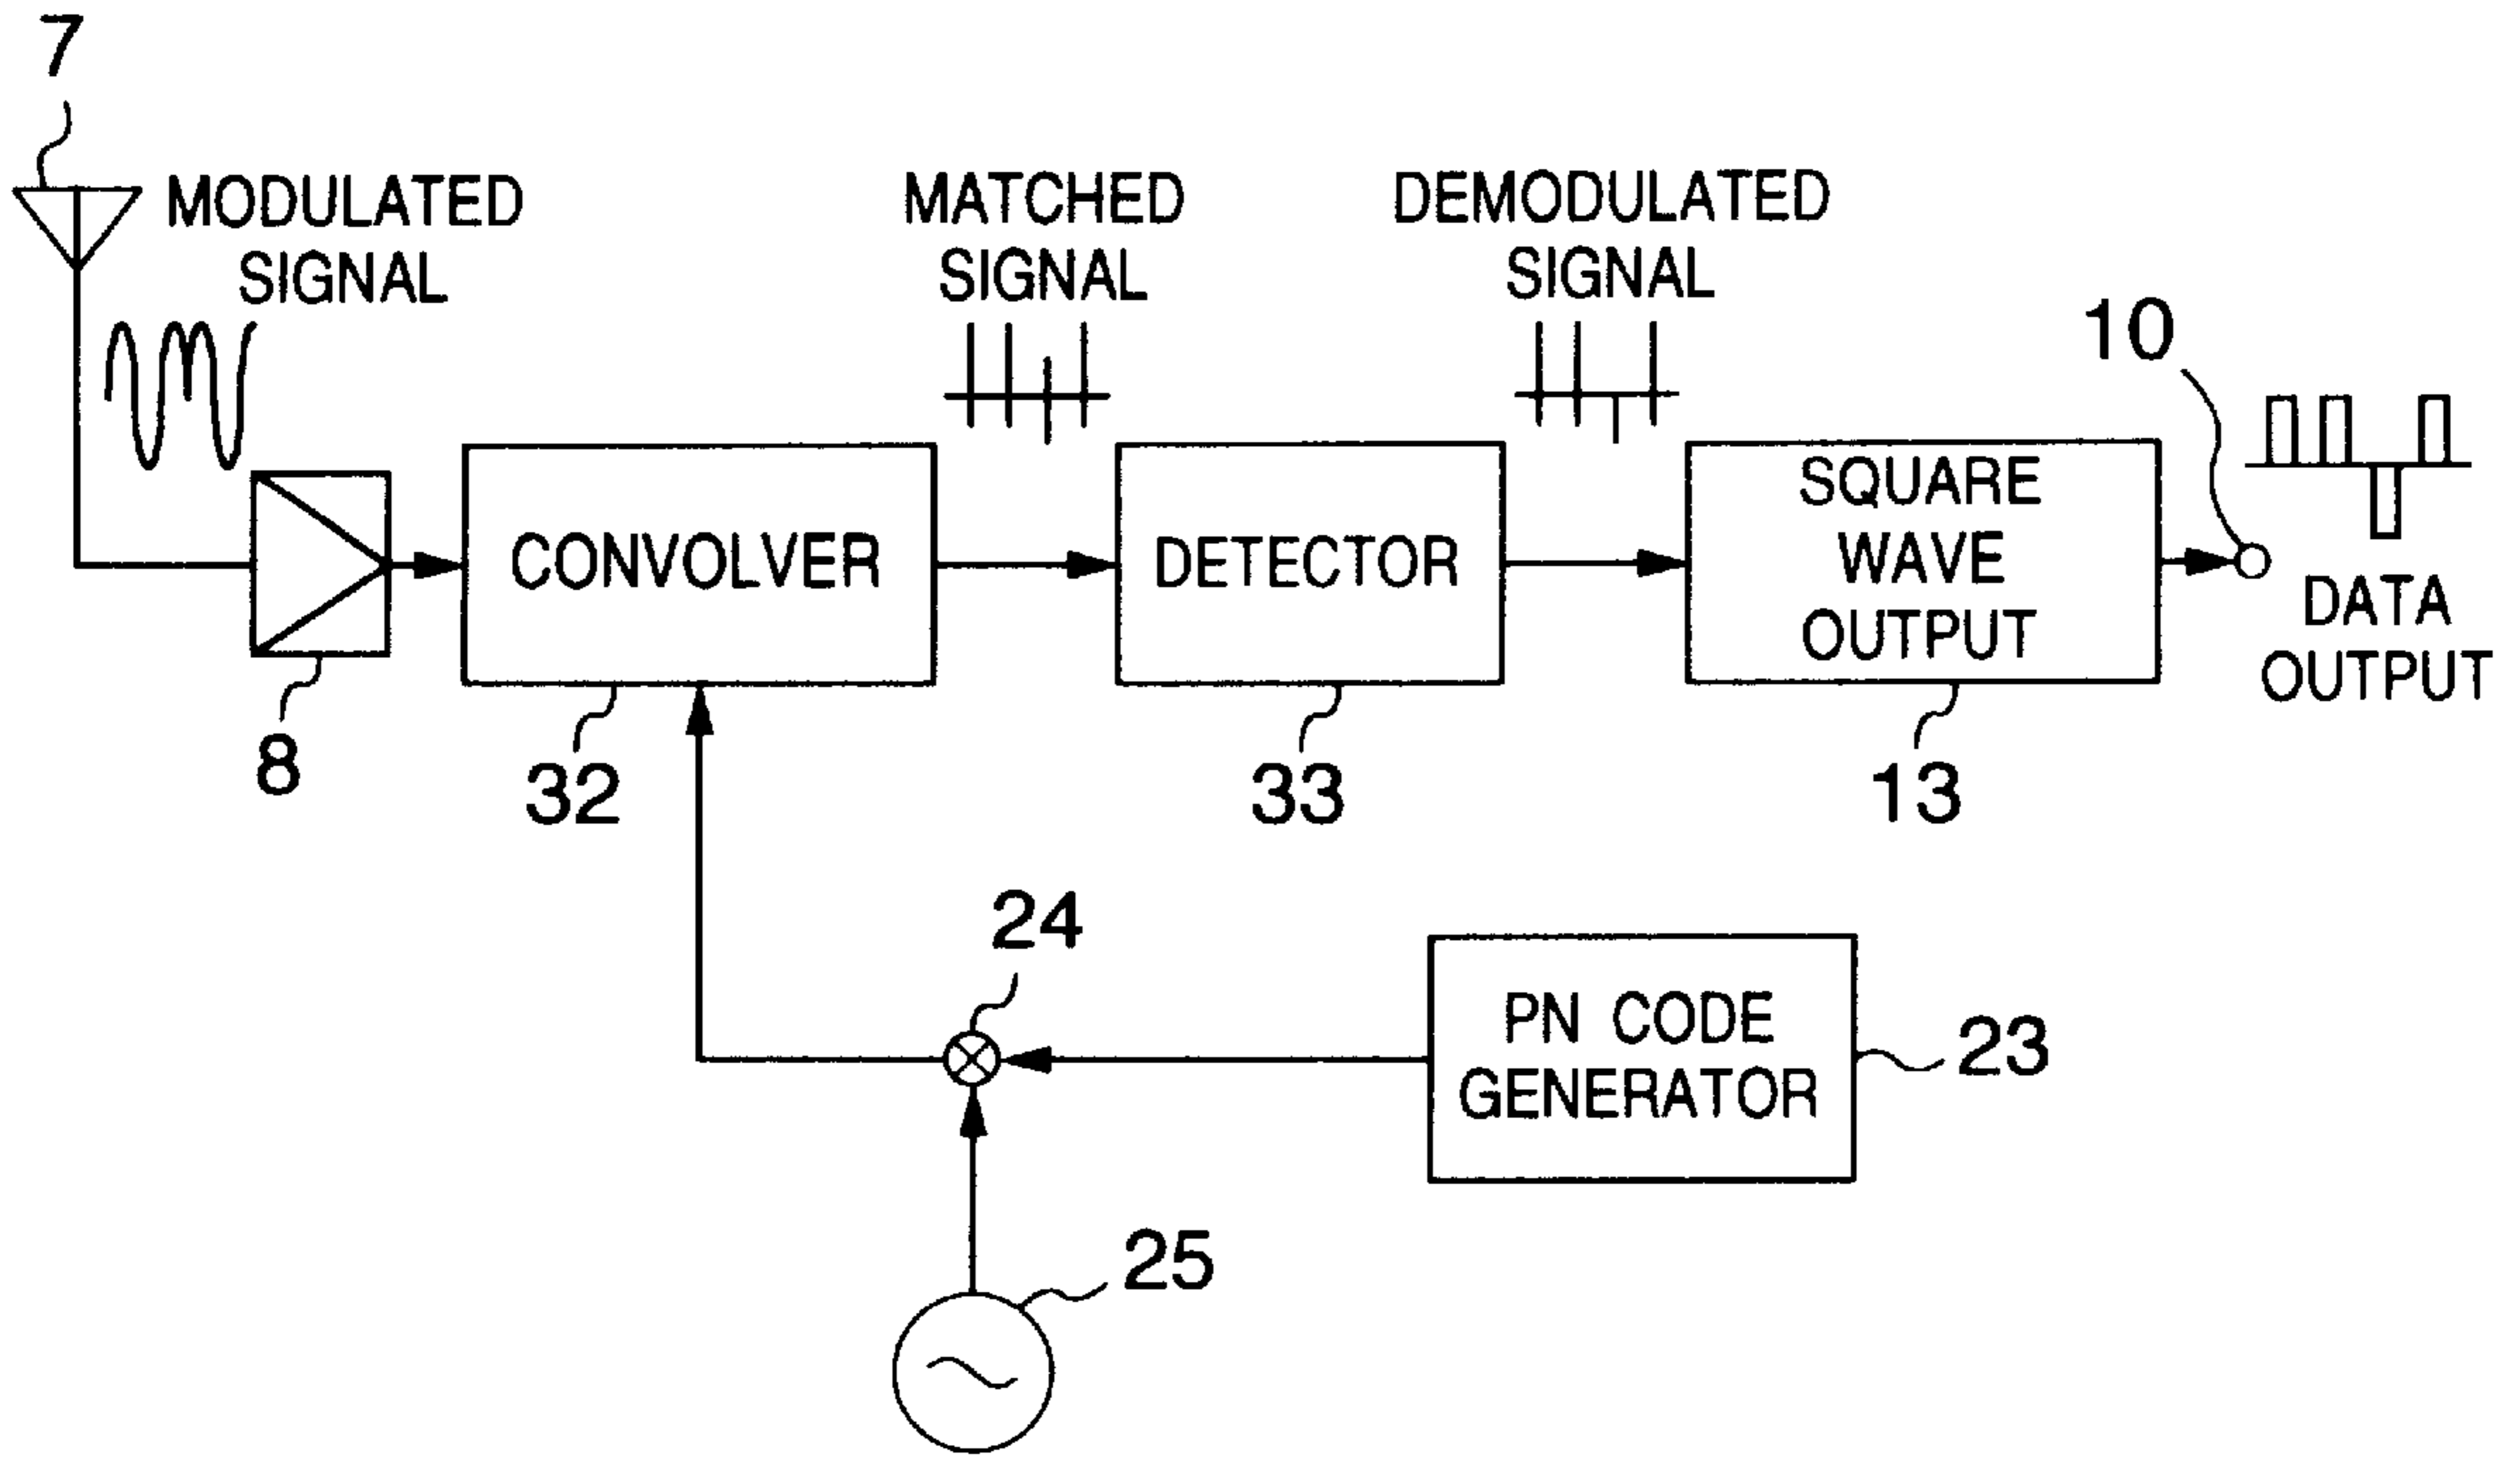 7
MODULATED
SIGNAL
MATCHED
SIGNAL
DEMODULATED
SIGNAL
10
CONVOLVER
DETECTOR
SQUARE
WAVE
OUTPUT
DATA
OUTPUT
8
32
33
13
24
PN CODE
GENERATOR
23
25